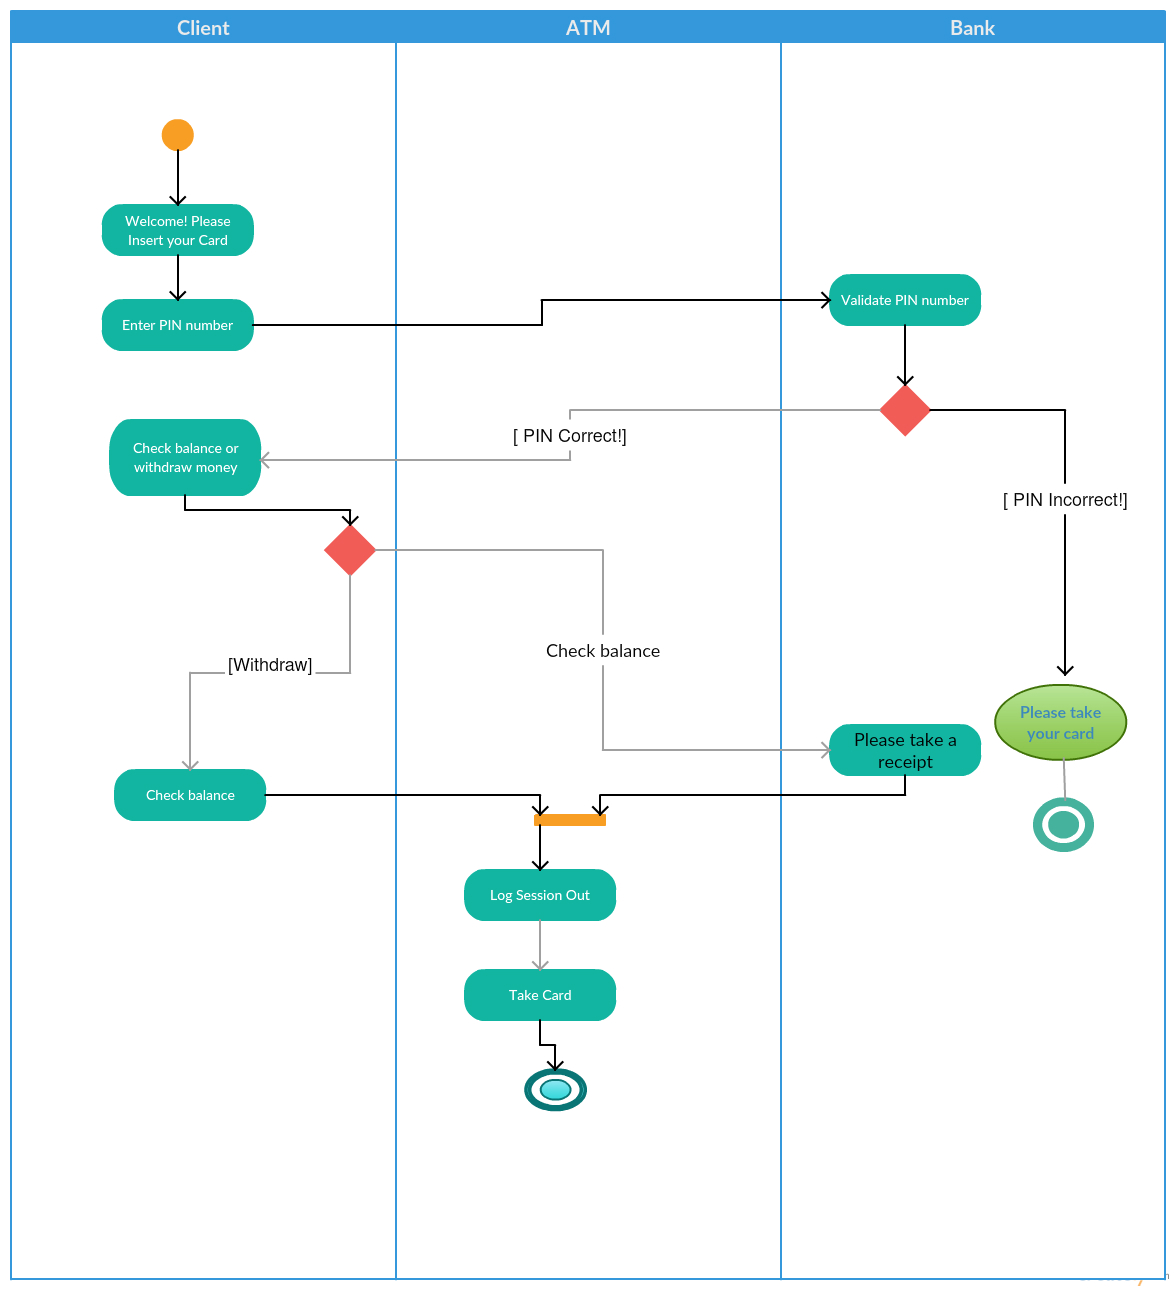 Client
ATM
Bank
Welcome! Please
Insert your Card
Enter PIN number
Validate PIN number
[ PIN Correct!]
Check balance or
withdraw money
[ PIN Incorrect!]
[Withdraw]
Check balance
Please take
your card
Please take a
receipt
Check balance
Log Session Out
Take Card